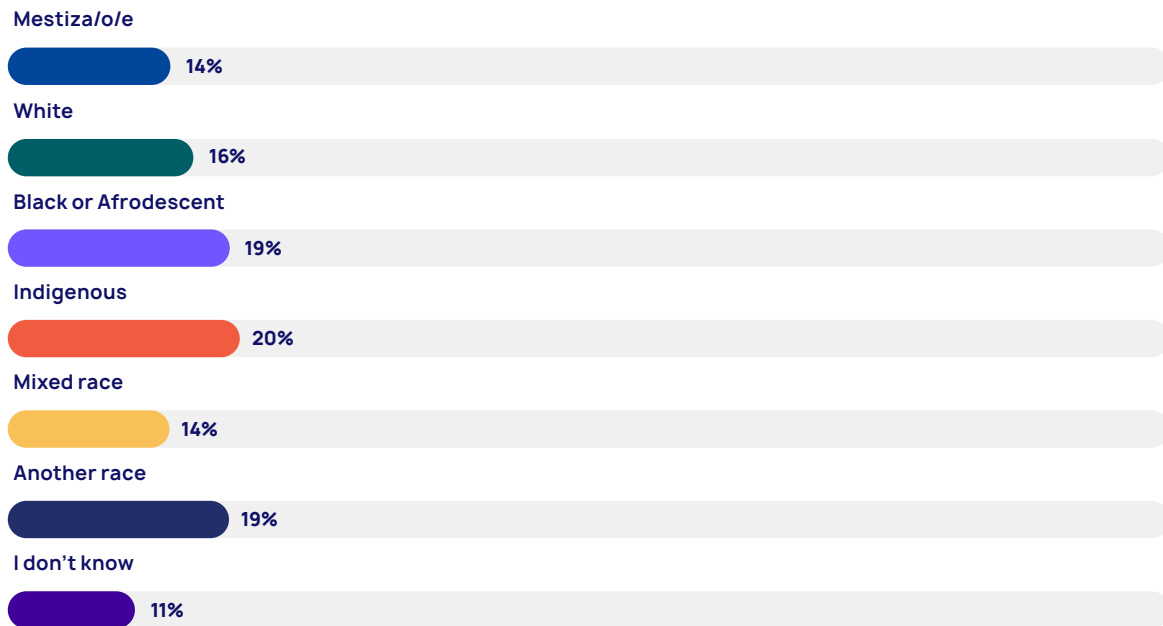 Mestiza/o/e
14%
White
16%
Black or Afrodescent
19%
Indigenous
20%
Mixed race
14%
Another race
19%
I don’t know
11%